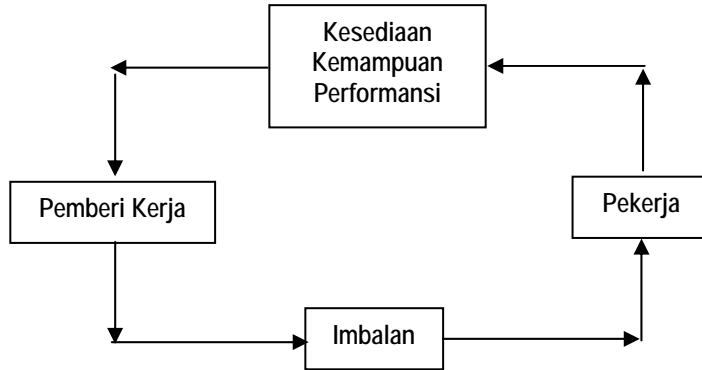 Kesediaan
Kemampuan
Performansi
Pemberi Kerja
Pekerja
Imbalan